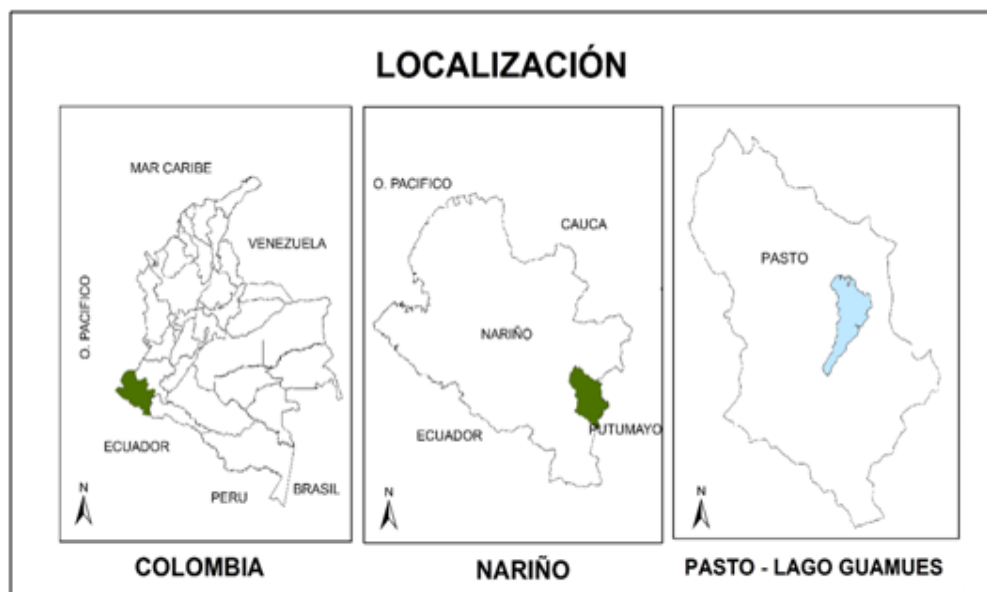 LOCALIZACIÓN
MAR CARIBE
VENEZUELA
O. PACIFICO
ECUADOR
PERU
BRASIL
N
COLOMBIA
O. PACIFICO
CAUCA
NARIÑO
ECUADOR
PUTUMAYO
N
NARIÑO
PASTO
N
PASTO - LAGO GUAMUES